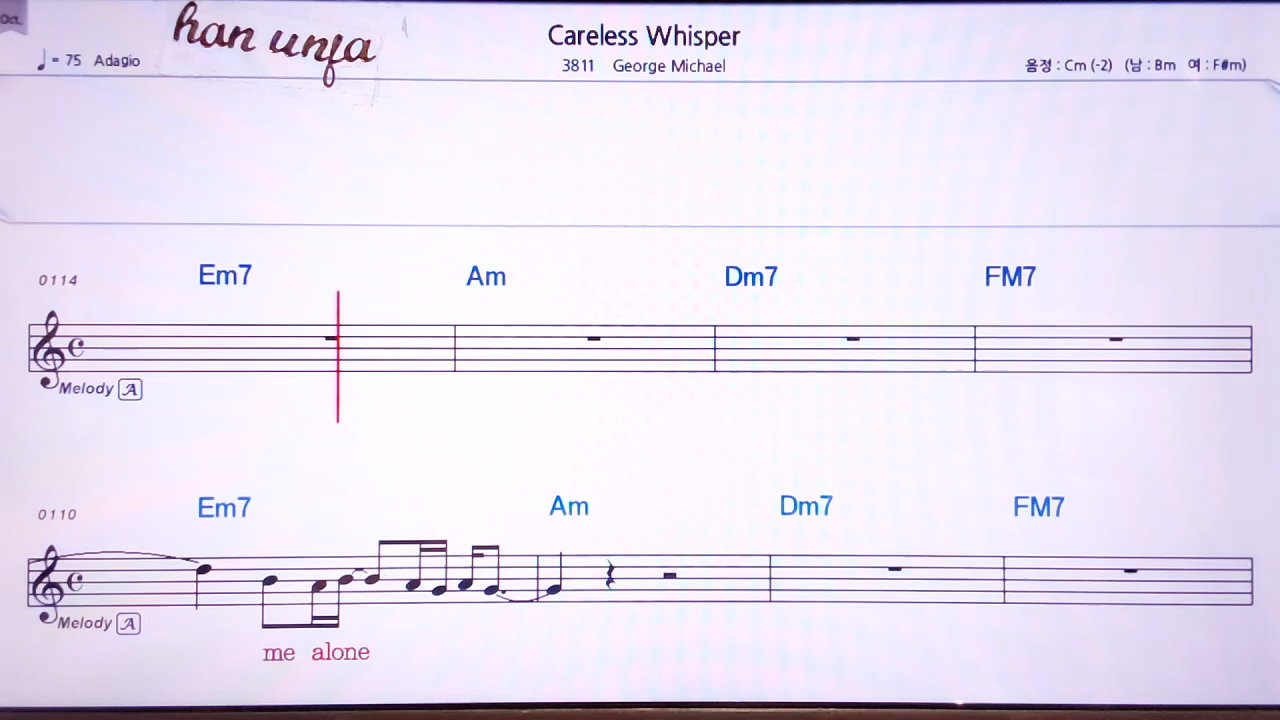 Oct.
han unfa
Careless Whisper
♩= 75 Adagio
3811 George Michael
음정 : Cm (-2) (남 : Bm 여 : F#m)
0114 Em7 Am Dm7 FM7
Melody A
0110 Em7 Am Dm7 FM7
Melody A
me alone